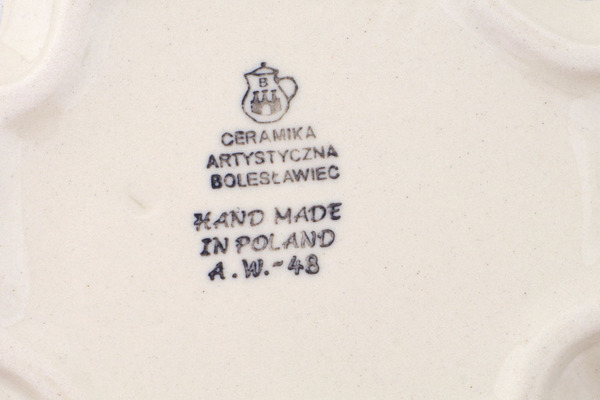 B
CERAMIKA
ARTYSTYCZNA
BOLESŁAWIEC
HAND MADE
IN POLAND
A.W.-48